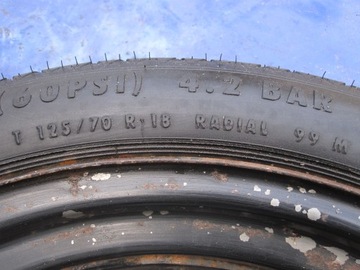 (60PSI) 4.2 BAR
T 125/70 R 18 RADIAL 99 M